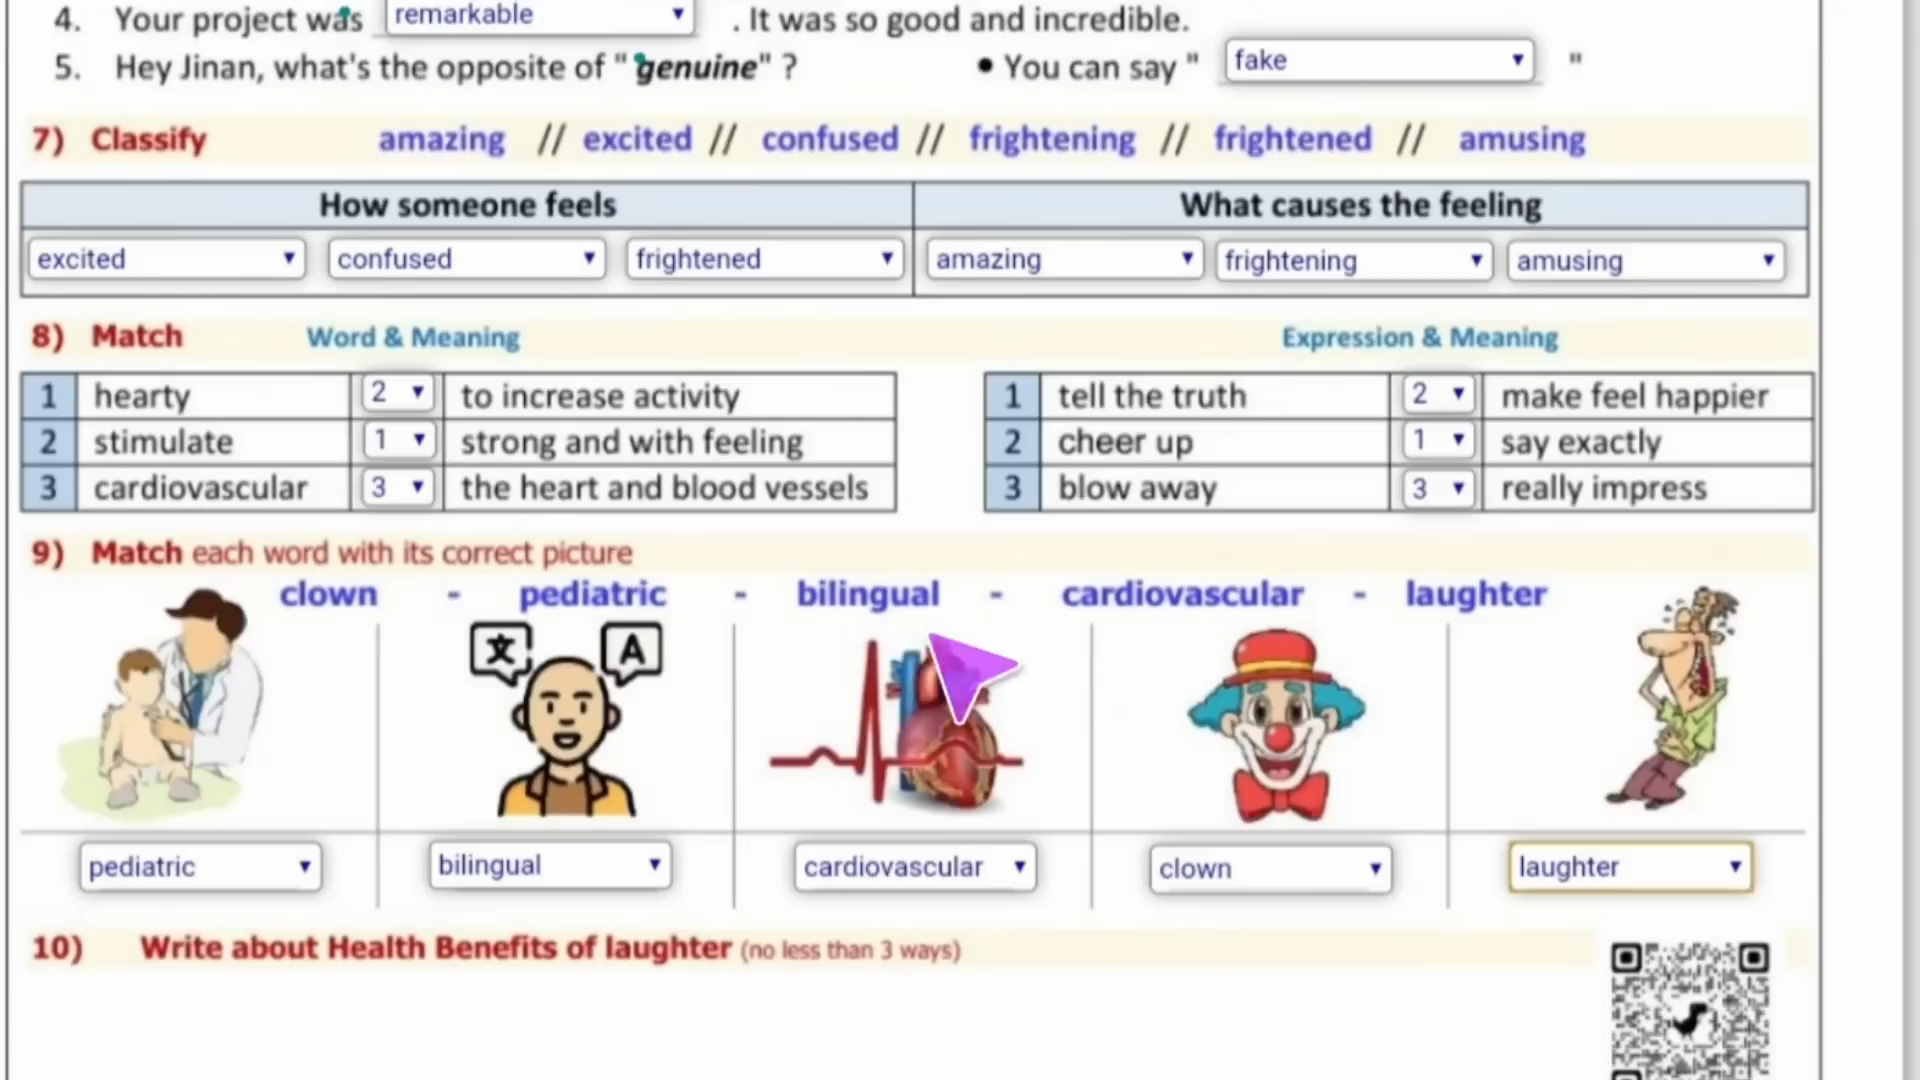 4. Your project was remarkable . It was so good and incredible.
5. Hey Jinan, what's the opposite of "genuine" ? • You can say " fake "
7) Classify amazing // excited // confused // frightening // frightened // amusing
How someone feels What causes the feeling
excited confused frightened amazing frightening amusing
8) Match Word & Meaning Expression & Meaning
1 hearty 2 to increase activity 1 tell the truth 2 make feel happier
2 stimulate 1 strong and with feeling 2 cheer up 1 say exactly
3 cardiovascular 3 the heart and blood vessels 3 blow away 3 really impress
9) Match each word with its correct picture
clown - pediatric - bilingual - cardiovascular - laughter
文 A
pediatric bilingual cardiovascular clown laughter
10) Write about Health Benefits of laughter (no less than 3 ways)